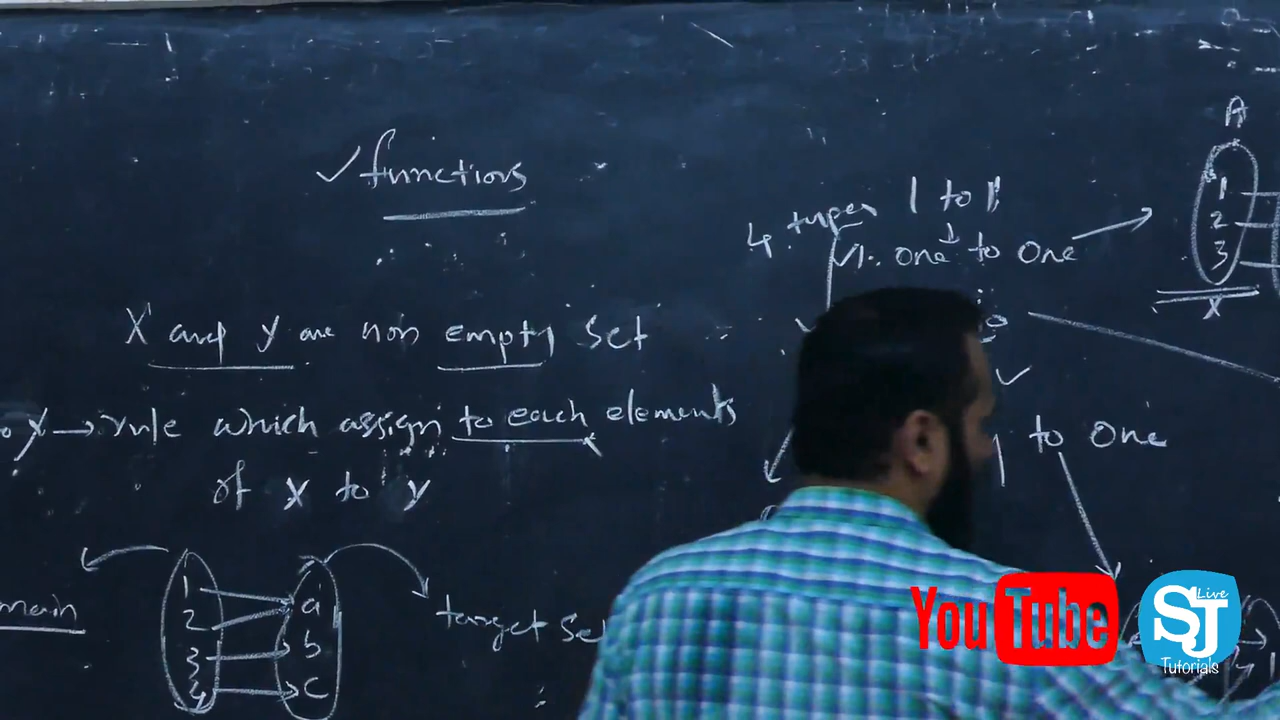 functions
X and y are non empty set
X → rule which assign to each elements
of X to y
main
1
2
3
4
a
b
c
target Se
4 types 1 to 1
1. one to one
to one
A
1
2
3
X
YouTube
SJ Live
Tutorials